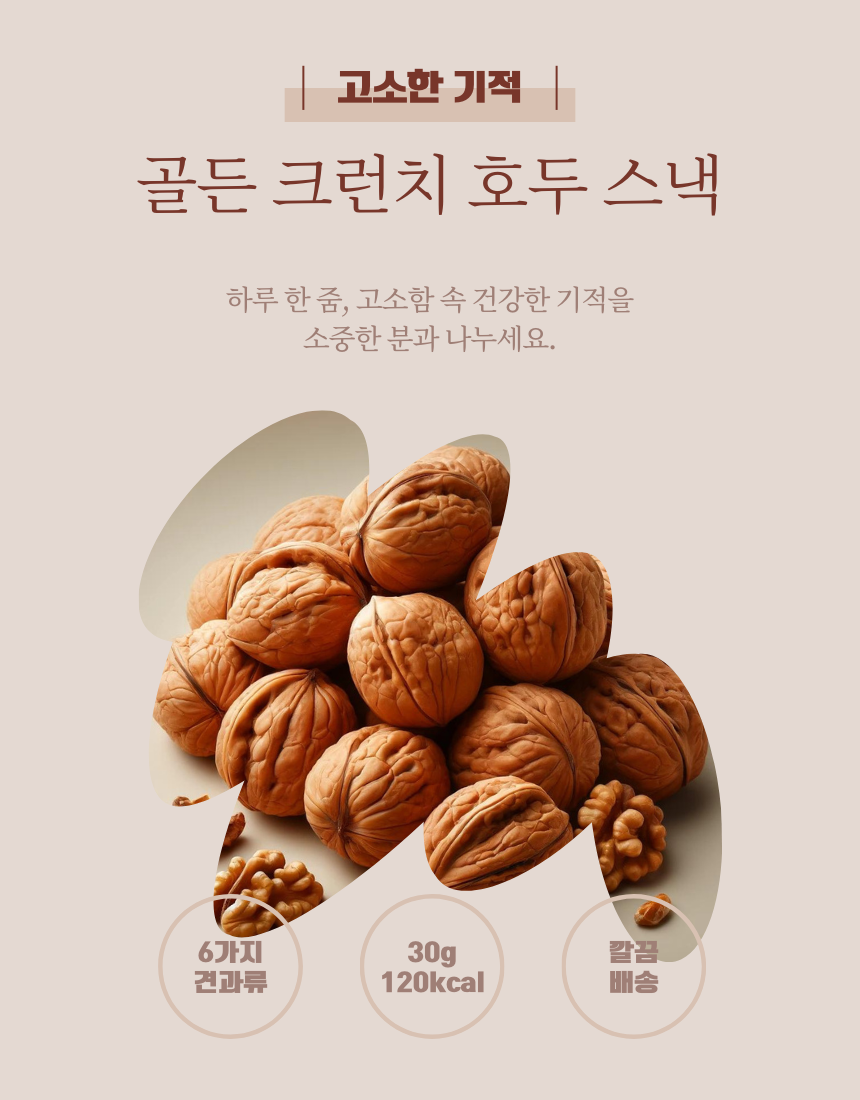 고소한 기적
골든 크런치 호두 스낵
하루 한 줌, 고소함 속 건강한 기적을
소중한 분과 나누세요.
6가지
견과류
30g
120kcal
깔끔
배송